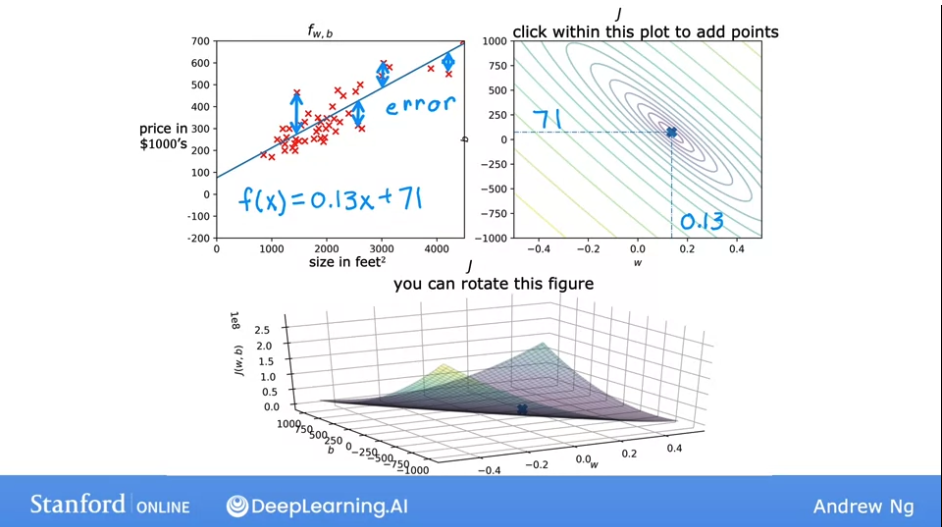 f w, b
700
600
500
400
300
200
100
0
-100
-200
price in
$1000's
error
f(x)=0.13x+71
0
1000
2000
3000
4000
size in feet²
J
click within this plot to add points
1000
750
500
250
0
−250
−500
−750
−1000
b
71
0.13
−0.4
−0.2
0.0
0.2
0.4
w
J
you can rotate this figure
1e8
J(w, b)
2.5
2.0
1.5
1.0
0.5
0.0
1000
750
500
250
0
−250
−500
−750
−1000
b
−0.4
−0.2
0.0
0.2
0.4
w
Stanford ONLINE
DeepLearning.AI
Andrew Ng